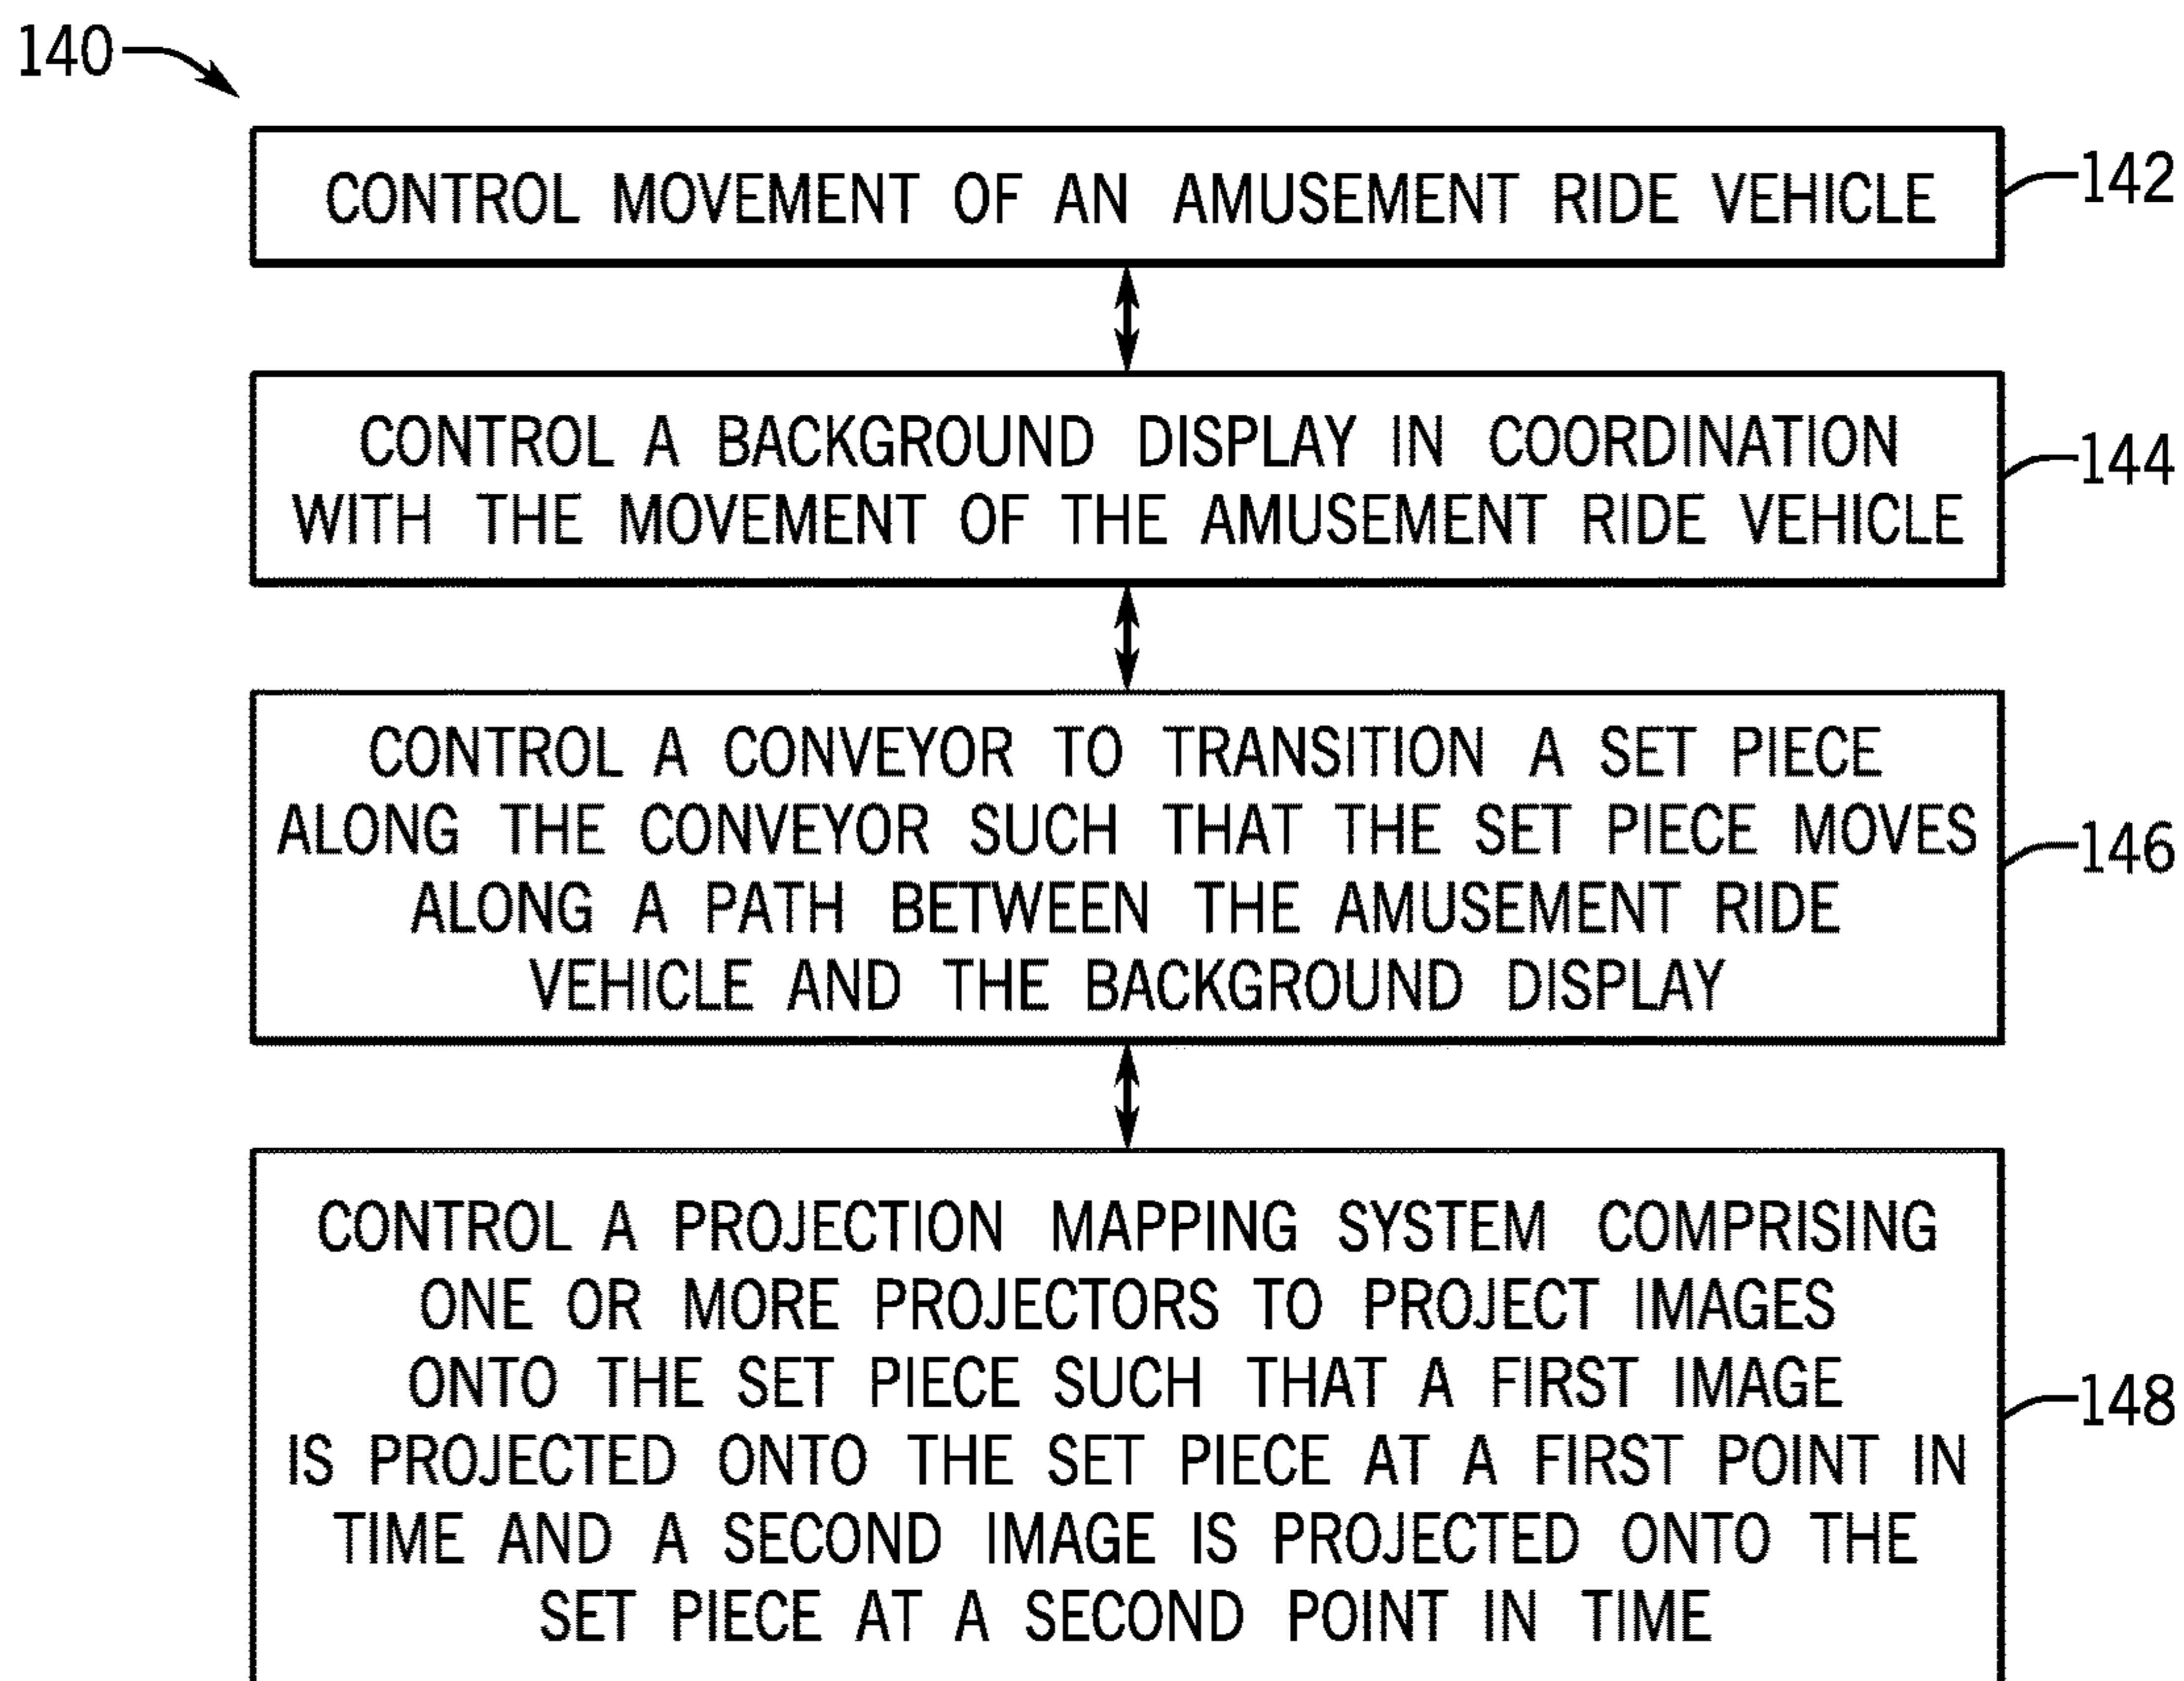 140
CONTROL MOVEMENT OF AN AMUSEMENT RIDE VEHICLE
142
CONTROL A BACKGROUND DISPLAY IN COORDINATION
WITH THE MOVEMENT OF THE AMUSEMENT RIDE VEHICLE
144
CONTROL A CONVEYOR TO TRANSITION A SET PIECE
ALONG THE CONVEYOR SUCH THAT THE SET PIECE MOVES
ALONG A PATH BETWEEN THE AMUSEMENT RIDE
VEHICLE AND THE BACKGROUND DISPLAY
146
CONTROL A PROJECTION MAPPING SYSTEM COMPRISING
ONE OR MORE PROJECTORS TO PROJECT IMAGES
ONTO THE SET PIECE SUCH THAT A FIRST IMAGE
IS PROJECTED ONTO THE SET PIECE AT A FIRST POINT IN
TIME AND A SECOND IMAGE IS PROJECTED ONTO THE
SET PIECE AT A SECOND POINT IN TIME
148